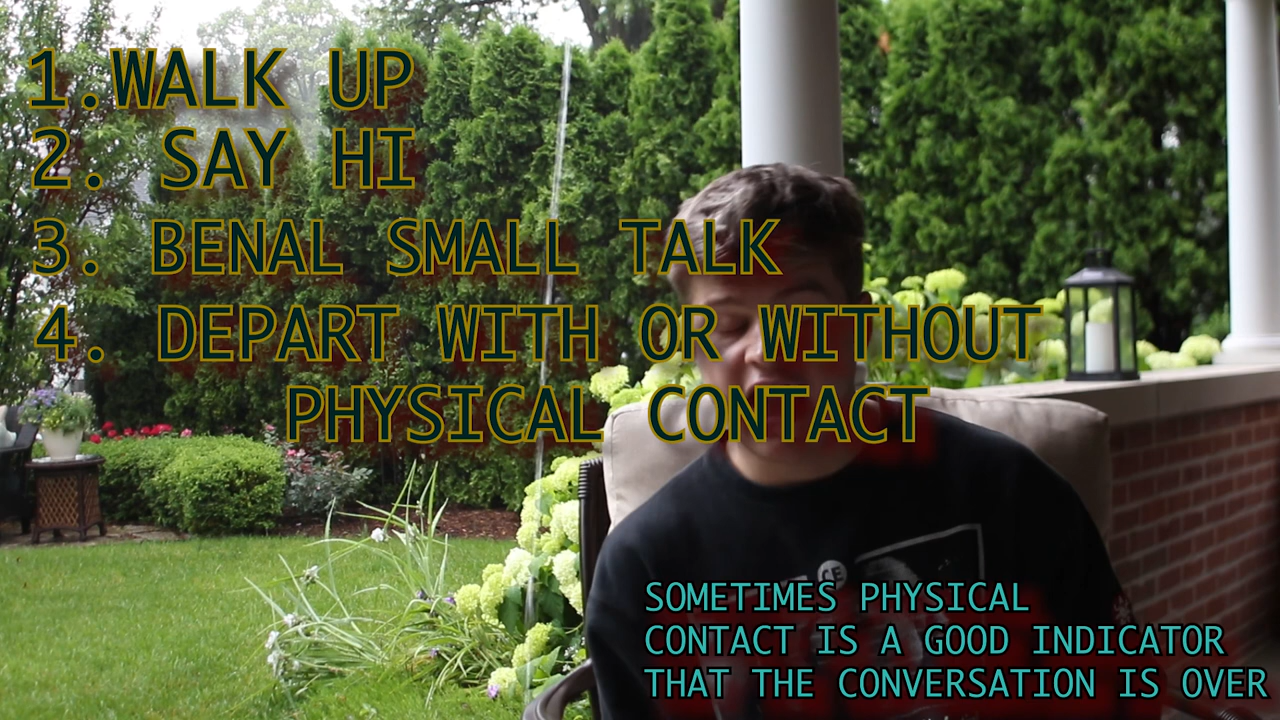 1.WALK UP
2. SAY HI
3. BENAL SMALL TALK
4. DEPART WITH OR WITHOUT
PHYSICAL CONTACT
CE
SOMETIMES PHYSICAL
CONTACT IS A GOOD INDICATOR
THAT THE CONVERSATION IS OVER